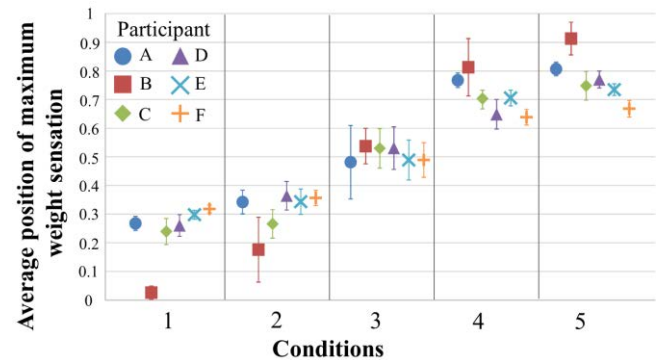 Average position of maximum
weight sensation
1
0.9
0.8
0.7
0.6
0.5
0.4
0.3
0.2
0.1
0
Participant
A D
B E
C F
1 2 3 4 5
Conditions